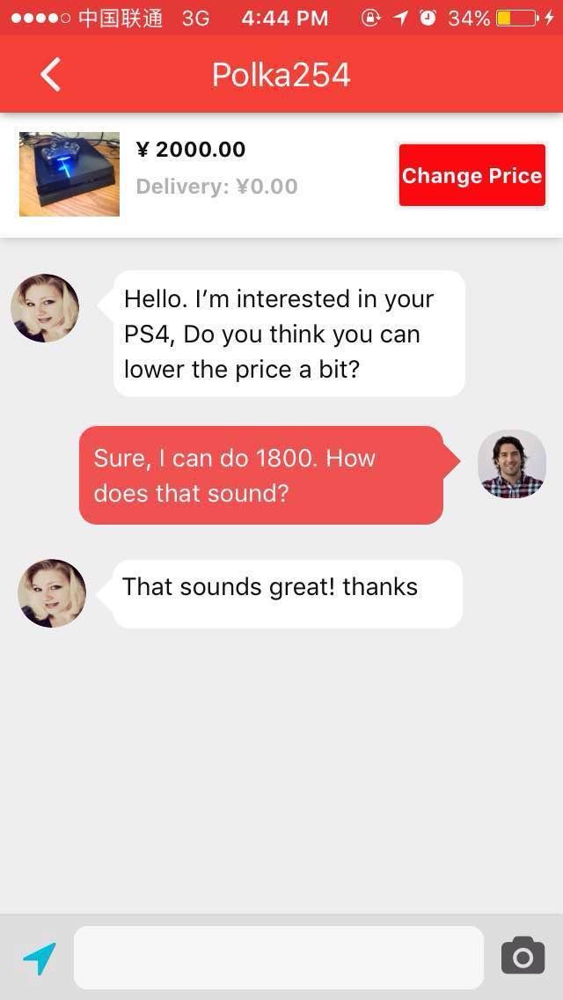 中国联通 3G 4:44 PM 34%
Polka254
¥ 2000.00
Delivery: ¥0.00
Change Price
Hello. I’m interested in your
PS4, Do you think you can
lower the price a bit?
Sure, I can do 1800. How
does that sound?
That sounds great! thanks